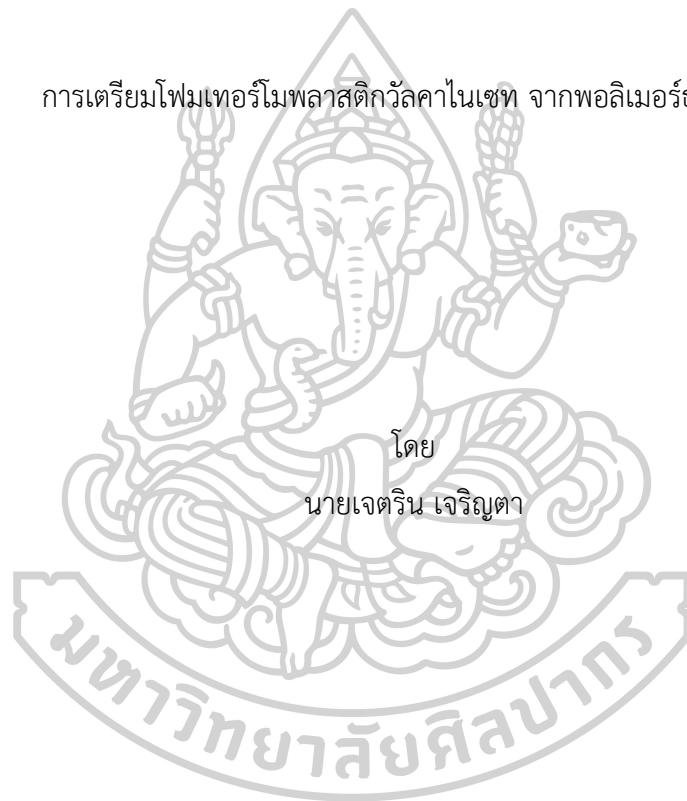 การเตรียมโฟมเทอร์โมพลาสติกวัลคาไนเซท จากพอลิเมอร์
โดย
นายเจตริน เจริญตา
มหาวิทยาลัยศิลปากร